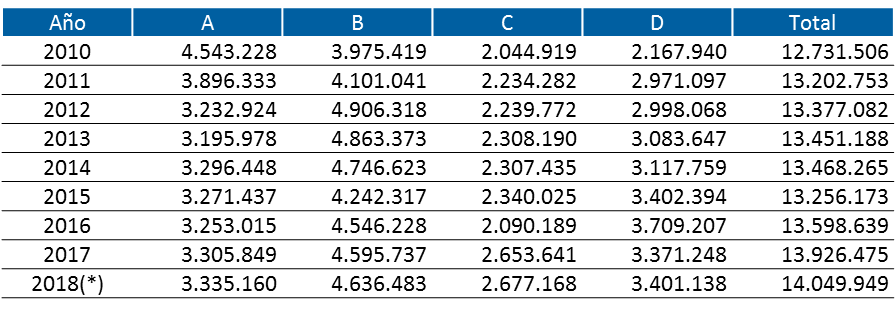 Año A B C D Total
2010 4.543.228 3.975.419 2.044.919 2.167.940 12.731.506
2011 3.896.333 4.101.041 2.234.282 2.971.097 13.202.753
2012 3.232.924 4.906.318 2.239.772 2.998.068 13.377.082
2013 3.195.978 4.863.373 2.308.190 3.083.647 13.451.188
2014 3.296.448 4.746.623 2.307.435 3.117.759 13.468.265
2015 3.271.437 4.242.317 2.340.025 3.402.394 13.256.173
2016 3.253.015 4.546.228 2.090.189 3.709.207 13.598.639
2017 3.305.849 4.595.737 2.653.641 3.371.248 13.926.475
2018(*) 3.335.160 4.636.483 2.677.168 3.401.138 14.049.949